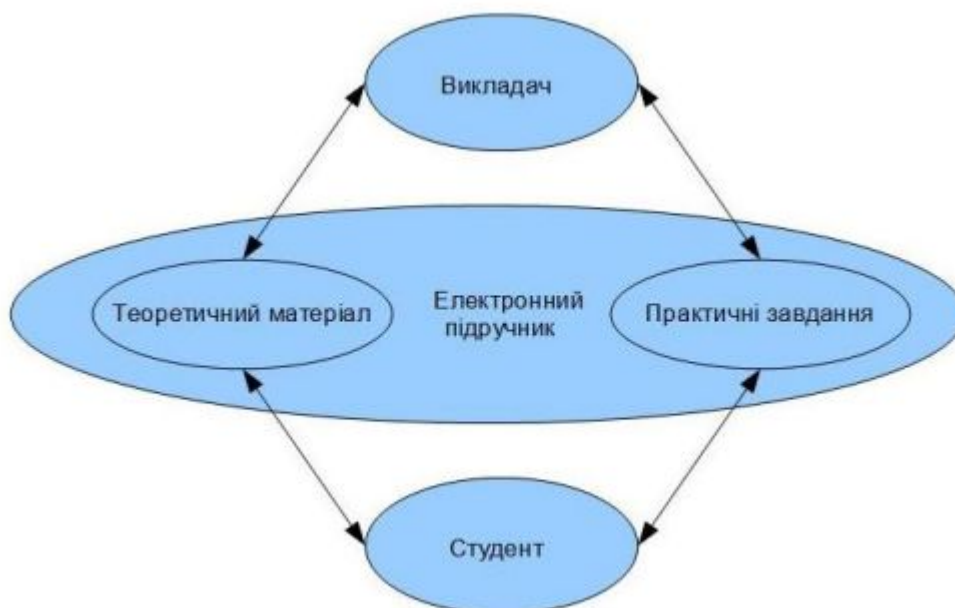 Викладач
Теоретичний матеріал
Електронний
підручник
Практичні завдання
Студент